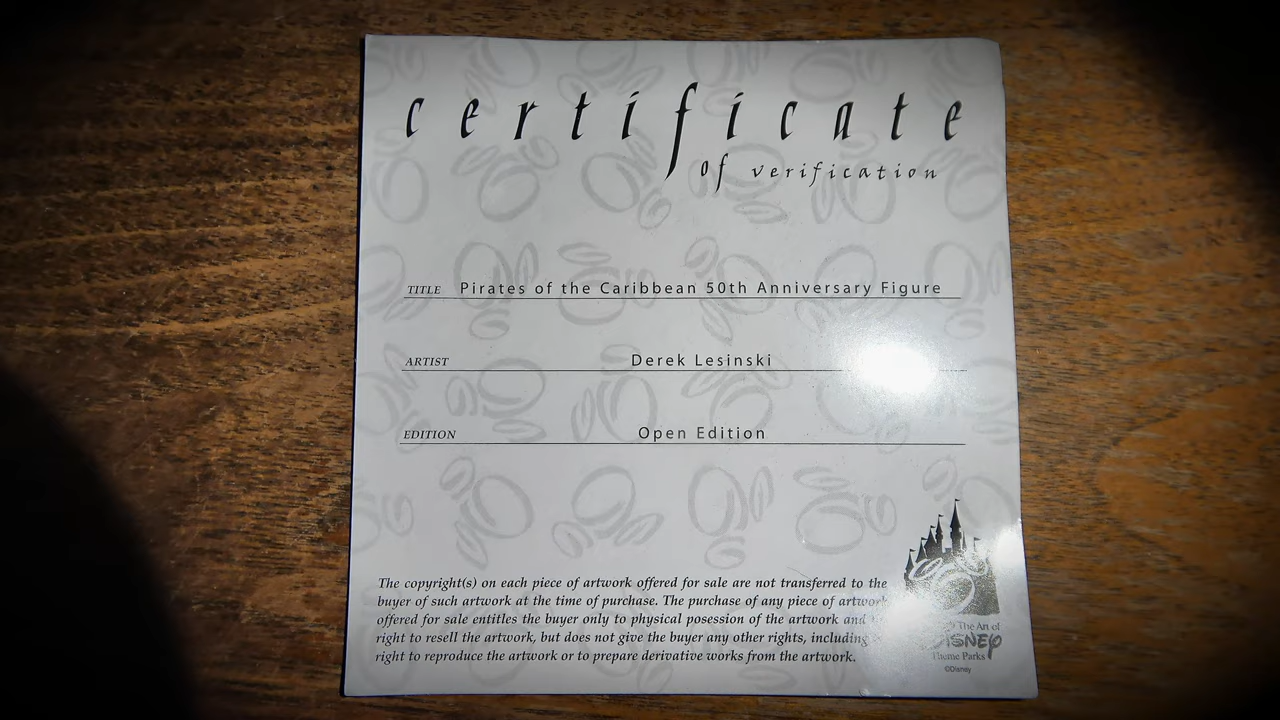 certificate
of verification
TITLE Pirates of the Caribbean 50th Anniversary Figure
ARTIST Derek Lesinski
EDITION Open Edition
The copyright(s) on each piece of artwork offered for sale are not transferred to the
buyer of such artwork at the time of purchase. The purchase of any piece of artwork
offered for sale entitles the buyer only to physical posession of the artwork and
right to resell the artwork, but does not give the buyer any other rights, including
right to reproduce the artwork or to prepare derivative works from the artwork.
The Art of
DISNEY
Theme Parks
©Disney